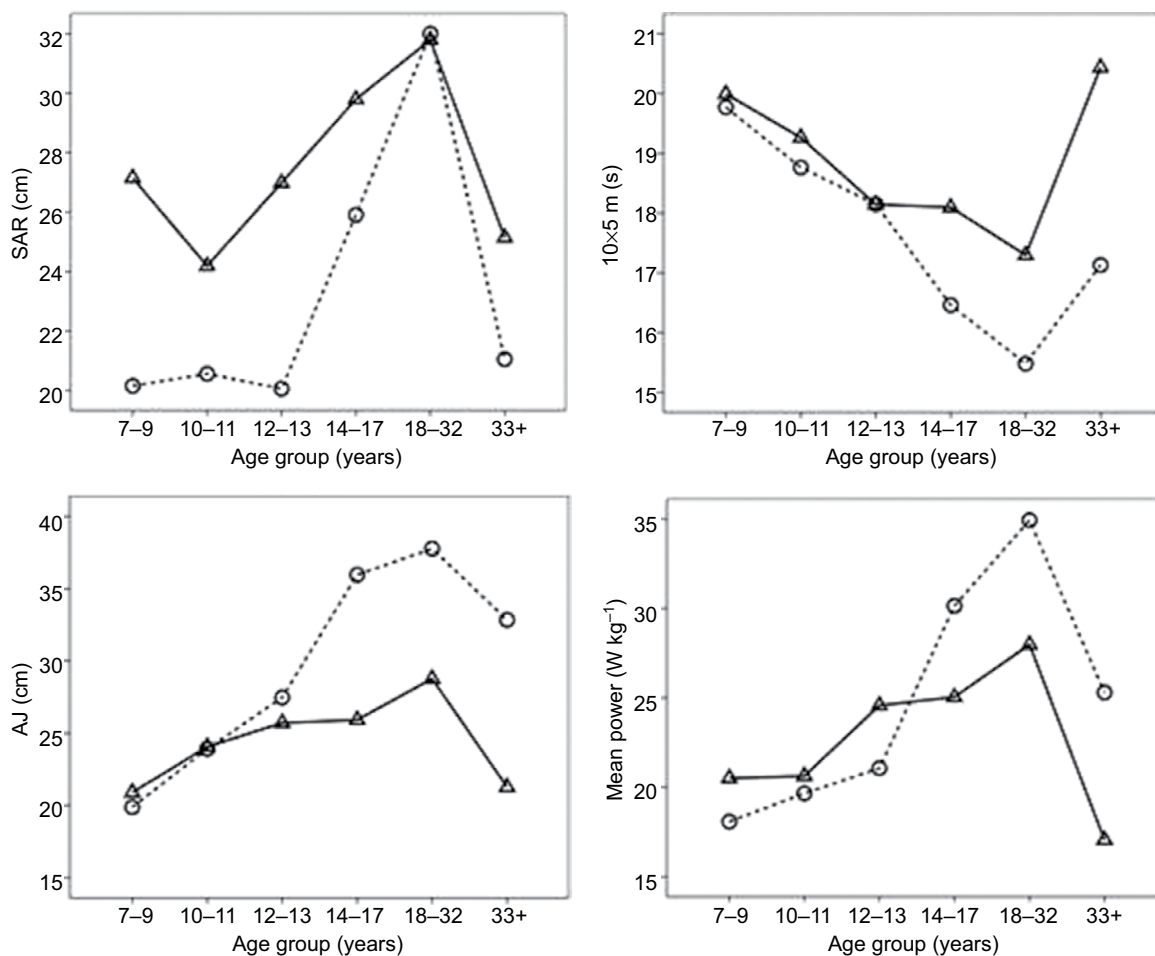 SAR (cm)
32
30
28
26
24
22
20
7–9 10–11 12–13 14–17 18–32 33+
Age group (years)
10×5 m (s)
21
20
19
18
17
16
15
7–9 10–11 12–13 14–17 18–32 33+
Age group (years)
AJ (cm)
40
35
30
25
20
15
7–9 10–11 12–13 14–17 18–32 33+
Age group (years)
Mean power (W kg⁻¹)
35
30
25
20
15
7–9 10–11 12–13 14–17 18–32 33+
Age group (years)